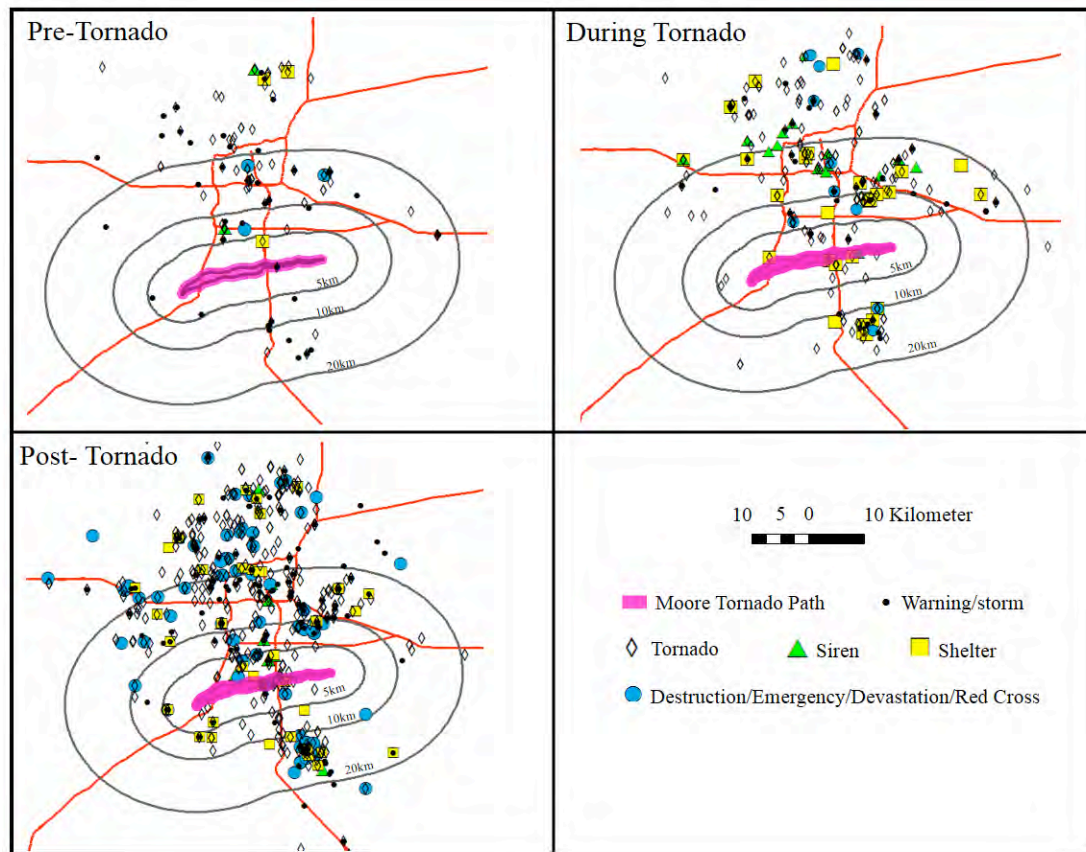 Pre-Tornado
5km
10km
20km
During Tornado
5km
10km
20km
Post- Tornado
5km
10km
20km
10 5 0 10 Kilometer
Moore Tornado Path
Warning/storm
Tornado
Siren
Shelter
Destruction/Emergency/Devastation/Red Cross